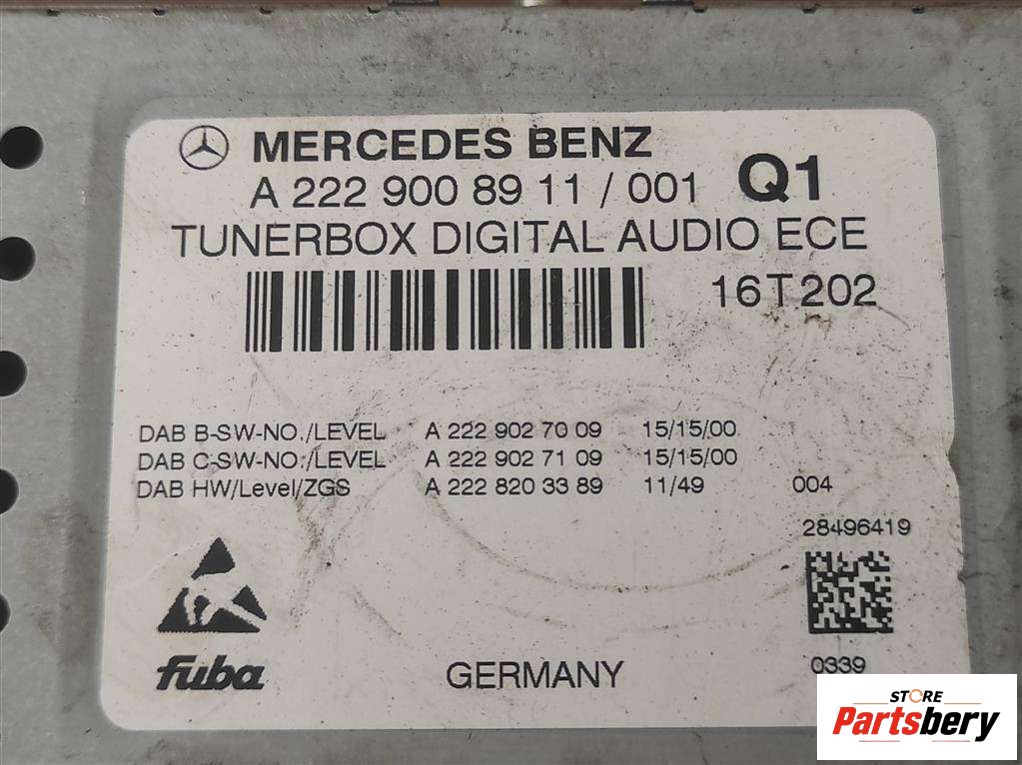 MERCEDES BENZ
A 222 900 89 11 / 001 Q1
TUNERBOX DIGITAL AUDIO ECE
16T202
DAB B-SW-NO./LEVEL A 222 902 70 09 15/15/00
DAB C-SW-NO./LEVEL A 222 902 71 09 15/15/00
DAB HW/Level/ZGS A 222 820 33 89 11/49 004
28496419
fuba
GERMANY
0339
STORE
Partsbery